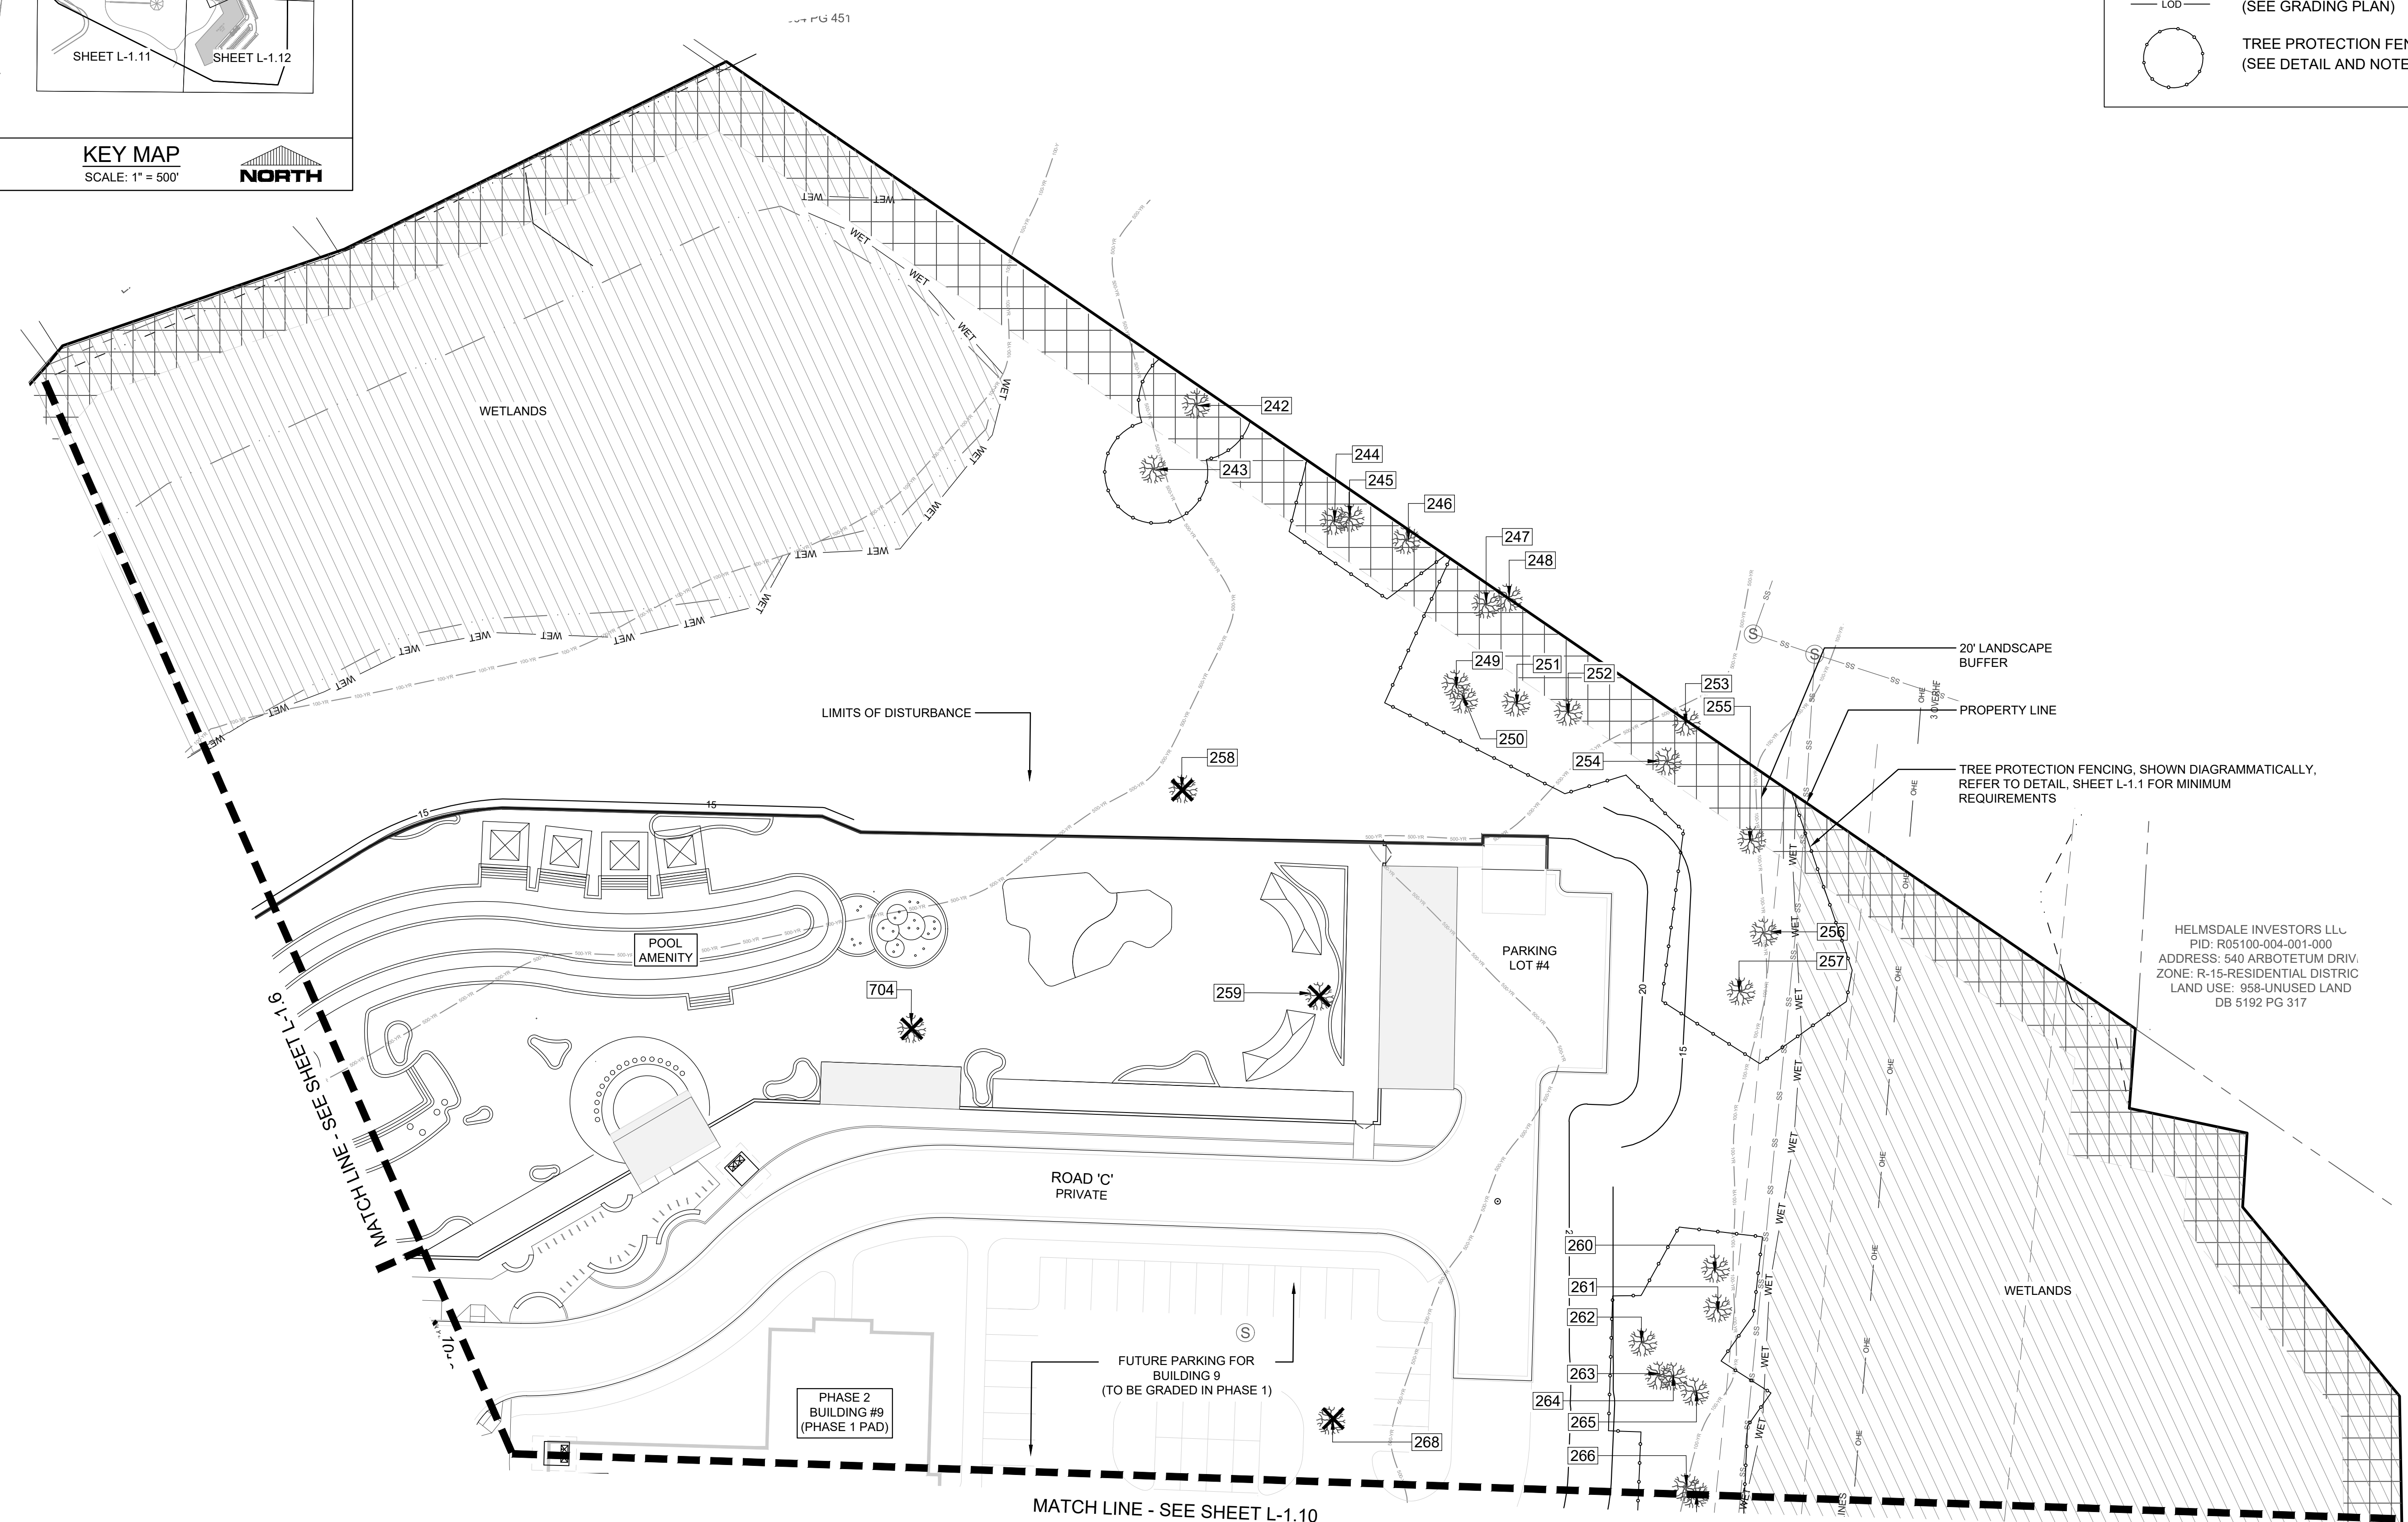 PG 451
LOD
(SEE GRADING PLAN)
TREE PROTECTION
(SEE DETAIL AND
SHEET L-1.11
SHEET L-1.12
KEY MAP
SCALE: 1" = 500'
NORTH
WETLANDS
242
243
244
245
246
247
248
249
251
252
253
255
250
254
258
20' LANDSCAPE
BUFFER
PROPERTY LINE
LIMITS OF DISTURBANCE
TREE PROTECTION FENCING, SHOWN DIAGRAMMATICALLY,
REFER TO DETAIL, SHEET L-1.1 FOR MINIMUM
REQUIREMENTS
15
15
POOL
AMENITY
PARKING
LOT #4
256
257
HELMSDALE INVESTORS
PID: R05100-004-001-000
ADDRESS: 540 ARBOTETUM
ZONE: R-15-RESIDENTIAL
LAND USE: 958-UNUSED LAND
DB 5192 PG 317
704
259
20
15
MATCH LINE - SEE SHEET L-1.6
ROAD 'C'
PRIVATE
260
261
262
263
264
265
266
WETLANDS
S
FUTURE PARKING FOR
BUILDING 9
(TO BE GRADED IN PHASE 1)
PHASE 2
BUILDING #9
(PHASE 1 PAD)
268
MATCH LINE - SEE SHEET L-1.10
WET
100-YR
500-YR
SS
OHE
S
S